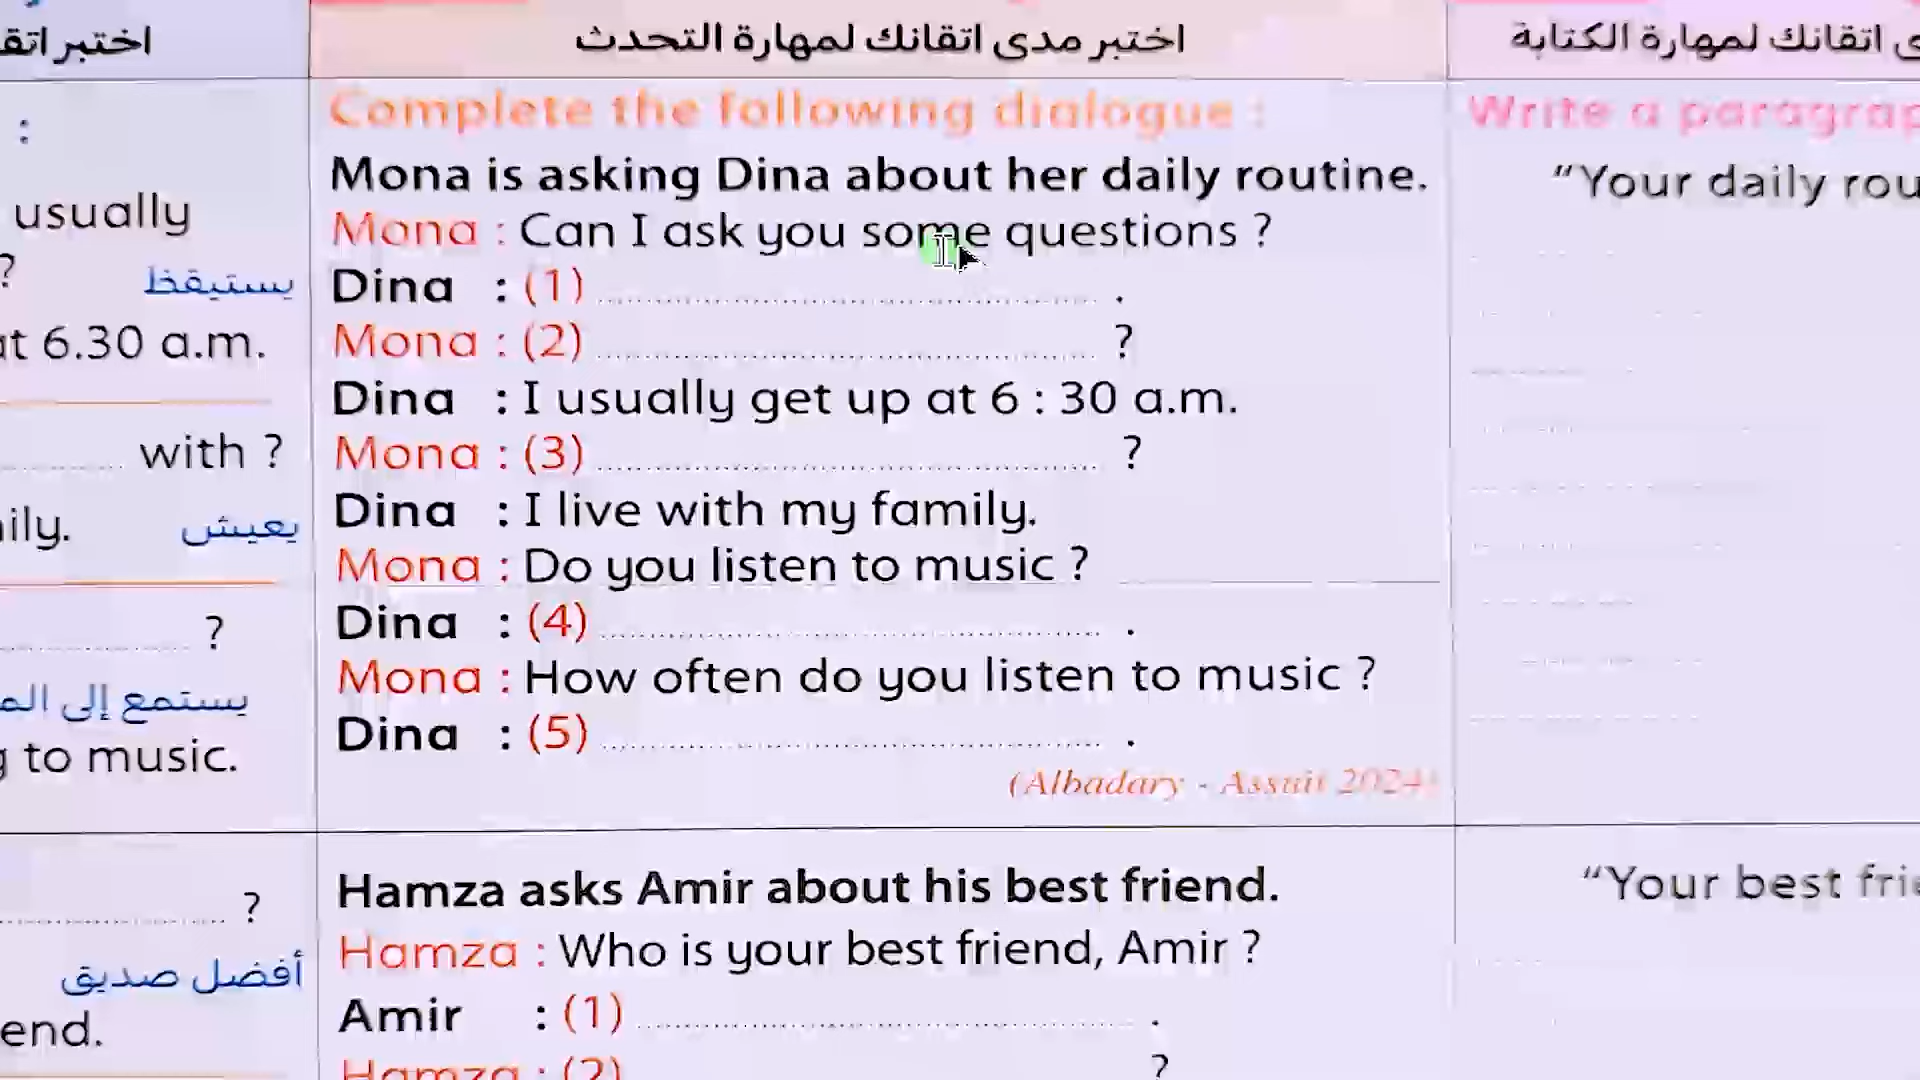 اختبر
اختبر مدى اتقانك لمهارة التحدث
اتقانك لمهارة الكتابة
:
usually
?
يستيقظ
at 6.30 a.m.
with ?
يعيش
?
يستمع إلى
to music.
?
أفضل صديق
Complete the following dialogue :
Mona is asking Dina about her daily routine.
Mona : Can I ask you some questions ?
Dina : (1) .................... .
Mona : (2) .................... ?
Dina : I usually get up at 6 : 30 a.m.
Mona : (3) .................... ?
Dina : I live with my family.
Mona : Do you listen to music ?
Dina : (4) .................... .
Mona : How often do you listen to music ?
Dina : (5) .................... .
(Albadary - Assuit 2024)
Hamza asks Amir about his best friend.
Hamza : Who is your best friend, Amir ?
Amir : (1) .................... .
Hamza : (2) .................... ?
Write a
"Your daily
"Your best